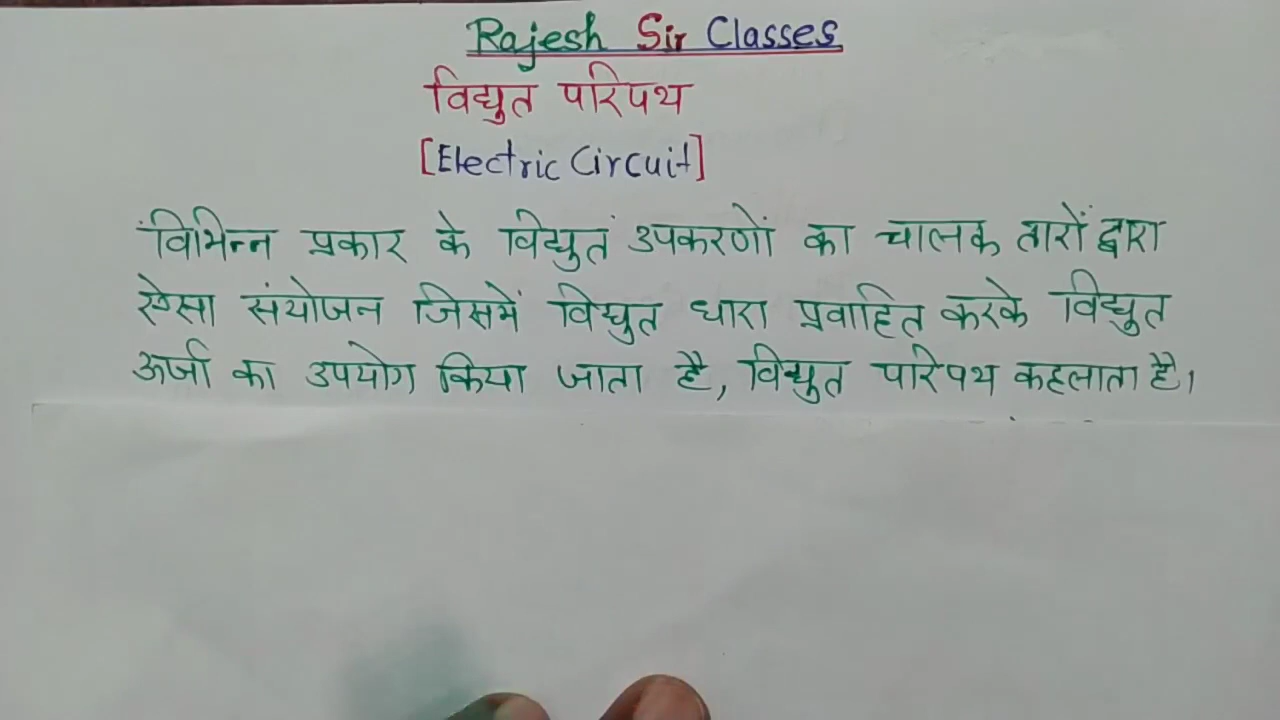 Rajesh Sir Classes
विद्युत परिपथ
[Electric Circuit]
विभिन्न प्रकार के विद्युत उपकरणों का चालक तारों द्वारा
ऐसा संयोजन जिसमें विद्युत धारा प्रवाहित करके विद्युत
ऊर्जा का उपयोग किया जाता है, विद्युत परिपथ कहलाता है।